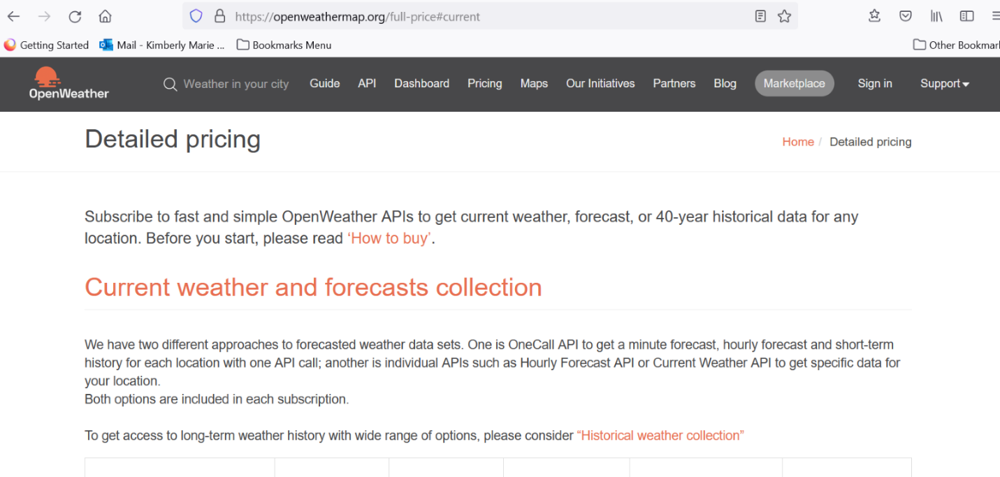 https://openweathermap.org/full-price#current
Getting Started Mail - Kimberly Marie ... Bookmarks Menu Other Bookmar
OpenWeather Weather in your city Guide API Dashboard Pricing Maps Our Initiatives Partners Blog Marketplace Sign in Support
Detailed pricing
Home / Detailed pricing
Subscribe to fast and simple OpenWeather APIs to get current weather, forecast, or 40-year historical data for any
location. Before you start, please read ‘How to buy’.
Current weather and forecasts collection
We have two different approaches to forecasted weather data sets. One is OneCall API to get a minute forecast, hourly forecast and short-term
history for each location with one API call; another is individual APIs such as Hourly Forecast API or Current Weather API to get specific data for
your location.
Both options are included in each subscription.
To get access to long-term weather history with wide range of options, please consider “Historical weather collection”